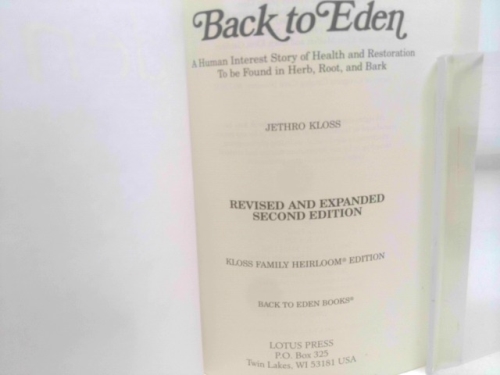 Back to Eden
A Human Interest Story of Health and Restoration
To be Found in Herb, Root, and Bark
JETHRO KLOSS
REVISED AND EXPANDED
SECOND EDITION
KLOSS FAMILY HEIRLOOM® EDITION
BACK TO EDEN BOOKS®
LOTUS PRESS
P.O. Box 325
Twin Lakes, WI 53181 USA